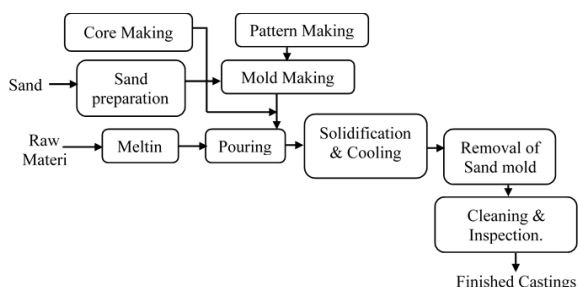 Core Making
Pattern Making
Sand
Sand
preparation
Mold Making
Raw
Materi
Meltin
Pouring
Solidification
& Cooling
Removal of
Sand mold
Cleaning &
Inspection.
Finished Castings